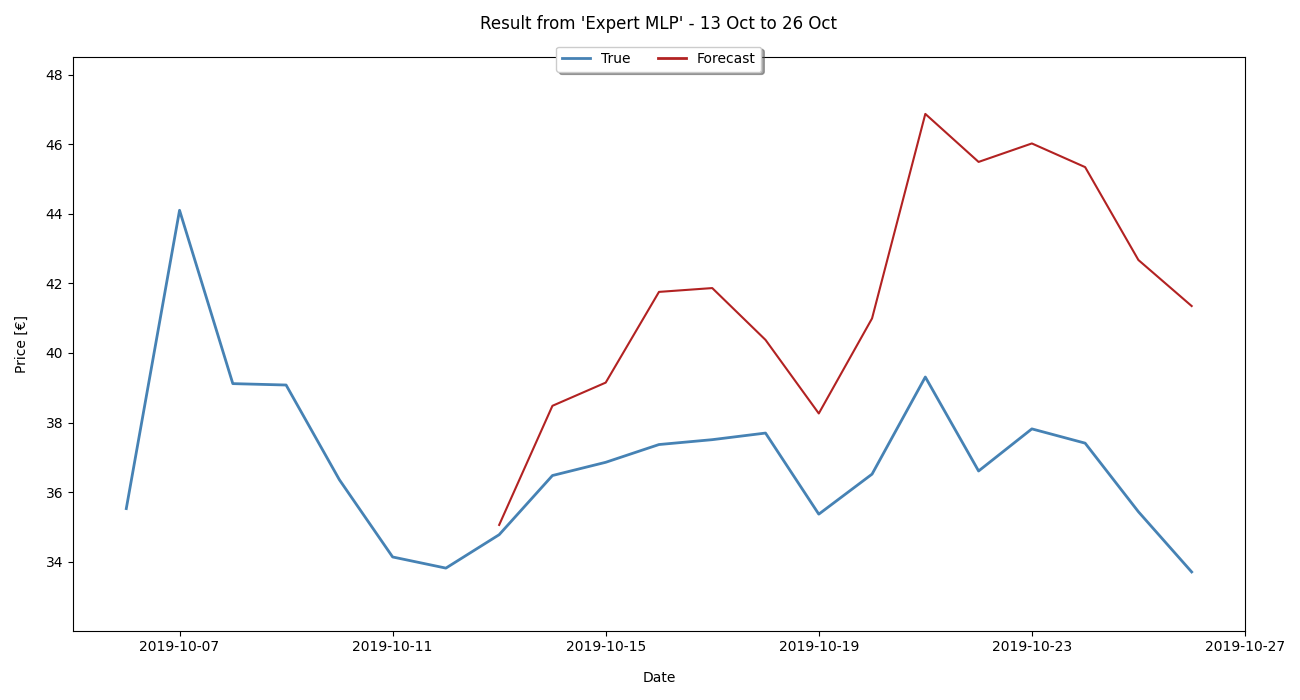 Result from 'Expert MLP' - 13 Oct to 26 Oct
True Forecast
48
46
44
42
40
38
36
34
Price [€]
2019-10-07 2019-10-11 2019-10-15 2019-10-19 2019-10-23 2019-10-27
Date